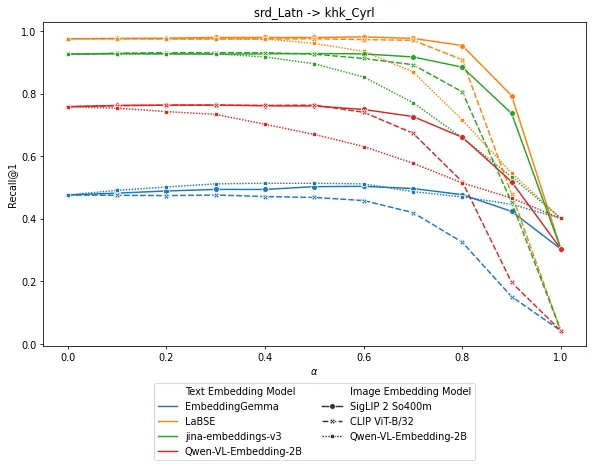 srd_Latn -> khk_Cyrl
Recall@1
1.0
0.8
0.6
0.4
0.2
0.0
0.0 0.2 0.4 0.6 0.8 1.0
α
Text Embedding Model
EmbeddingGemma
LaBSE
jina-embeddings-v3
Qwen-VL-Embedding-2B
Image Embedding Model
SigLIP 2 So400m
CLIP ViT-B/32
Qwen-VL-Embedding-2B